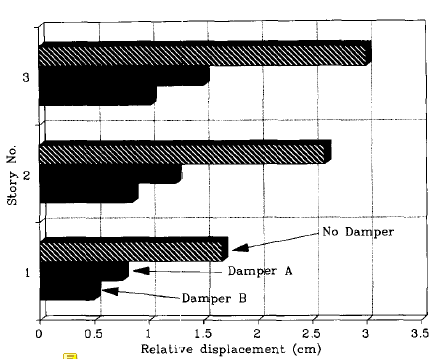 3
Story No.
2
No Damper
1
Damper A
Damper B
0 0.5 1 1.5 2 2.5 3 3.5
Relative displacement (cm)